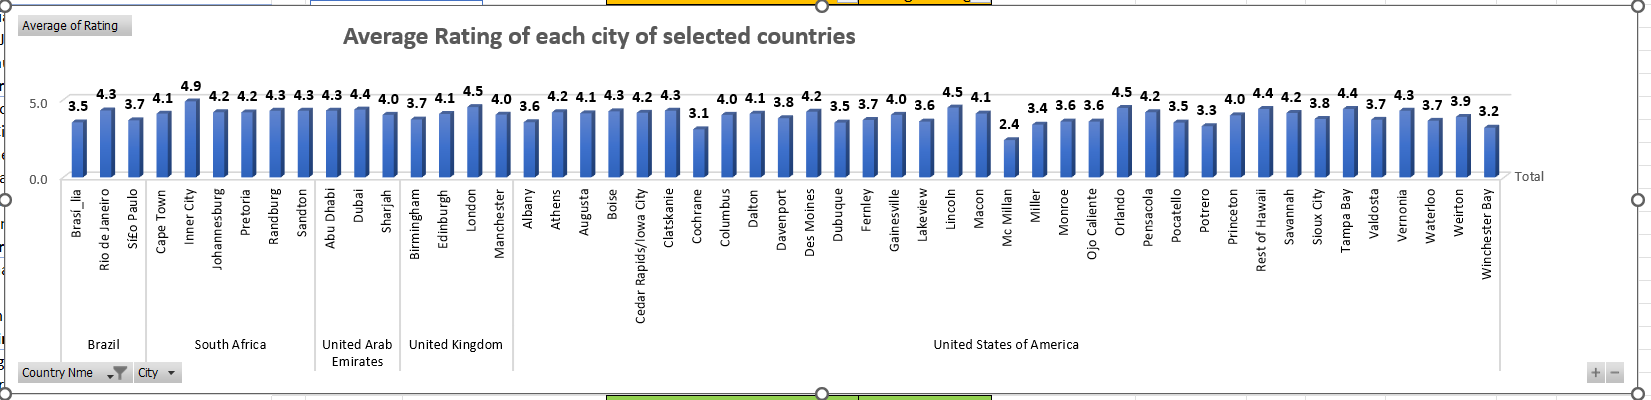 Average of Rating
Average Rating of each city of selected countries
5.0
0.0
3.5 4.3 3.7 4.1 4.9 4.2 4.2 4.3 4.3 4.3 4.4 4.0 3.7 4.1 4.5 4.0 3.6 4.2 4.1 4.3 4.2 4.3 3.1 4.0 4.1 3.8 4.2 3.5 3.7 4.0 3.6 4.5 4.1 2.4 3.4 3.6 3.6 4.5 4.2 3.5 3.3 4.0 4.4 4.2 3.8 4.4 3.7 4.3 3.7 3.9 3.2
Total
Brasí_lia
Rio de Janeiro
Sí£o Paulo
Cape Town
Inner City
Johannesburg
Pretoria
Randburg
Sandton
Abu Dhabi
Dubai
Sharjah
Birmingham
Edinburgh
London
Manchester
Albany
Athens
Augusta
Boise
Cedar Rapids/Iowa City
Clatskanie
Cochrane
Columbus
Dalton
Davenport
Des Moines
Dubuque
Fernley
Gainesville
Lakeview
Lincoln
Macon
Mc Millan
Miller
Monroe
Ojo Caliente
Orlando
Pensacola
Pocatello
Potrero
Princeton
Rest of Hawaii
Savannah
Sioux City
Tampa Bay
Valdosta
Vernonia
Waterloo
Weirton
Winchester Bay
Brazil
South Africa
United Arab
Emirates
United Kingdom
United States of America
Country Nme
City